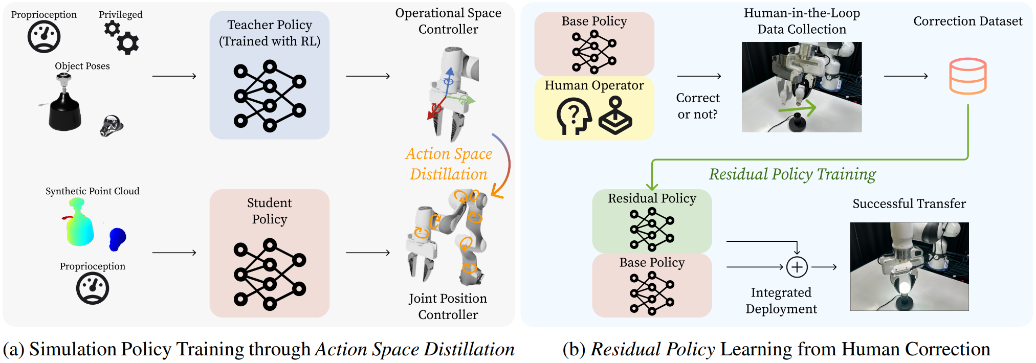 Proprioception
Privileged
Object Poses
Teacher Policy
(Trained with RL)
Operational Space
Controller
Action Space
Distillation
Synthetic Point Cloud
Proprioception
Student
Policy
Joint Position
Controller
(a) Simulation Policy Training through Action Space Distillation
Base Policy
Human Operator
?
Correct
or not?
Human-in-the-Loop
Data Collection
Correction Dataset
Residual Policy Training
Residual Policy
Base Policy
Integrated
Deployment
Successful Transfer
(b) Residual Policy Learning from Human Correction